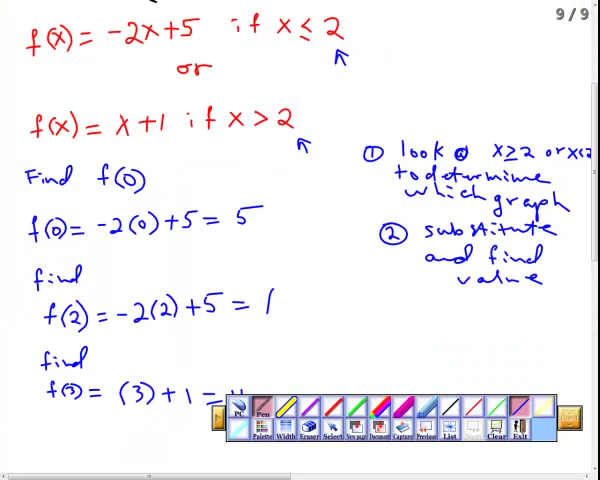 9 / 9
f(x) = -2x+5 if x ≤ 2
or
f(x) = x+1 if x > 2
Find f(0)
f(0) = -2(0)+5 = 5
find
f(2) = -2(2)+5 = 1
find
f(3) = (3)+1 =
① look @ x≥2 or x<2
to determine
which graph
② substitute
and find
value
PC Pen
Palette Width Eraser Select New page Document Capture Previous List Clear Exit